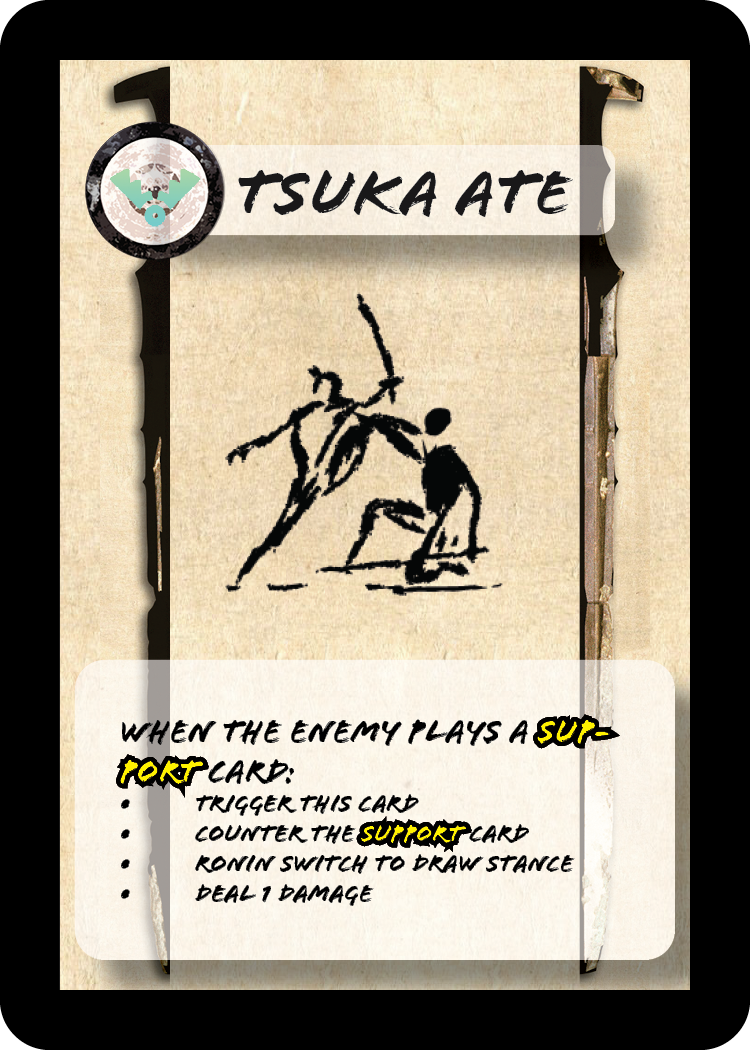 TSUKA ATE
WHEN THE ENEMY PLAYS A SUP-
PORT CARD:
• TRIGGER THIS CARD
• COUNTER THE SUPPORT CARD
• RONIN SWITCH TO DRAW STANCE
• DEAL 1 DAMAGE